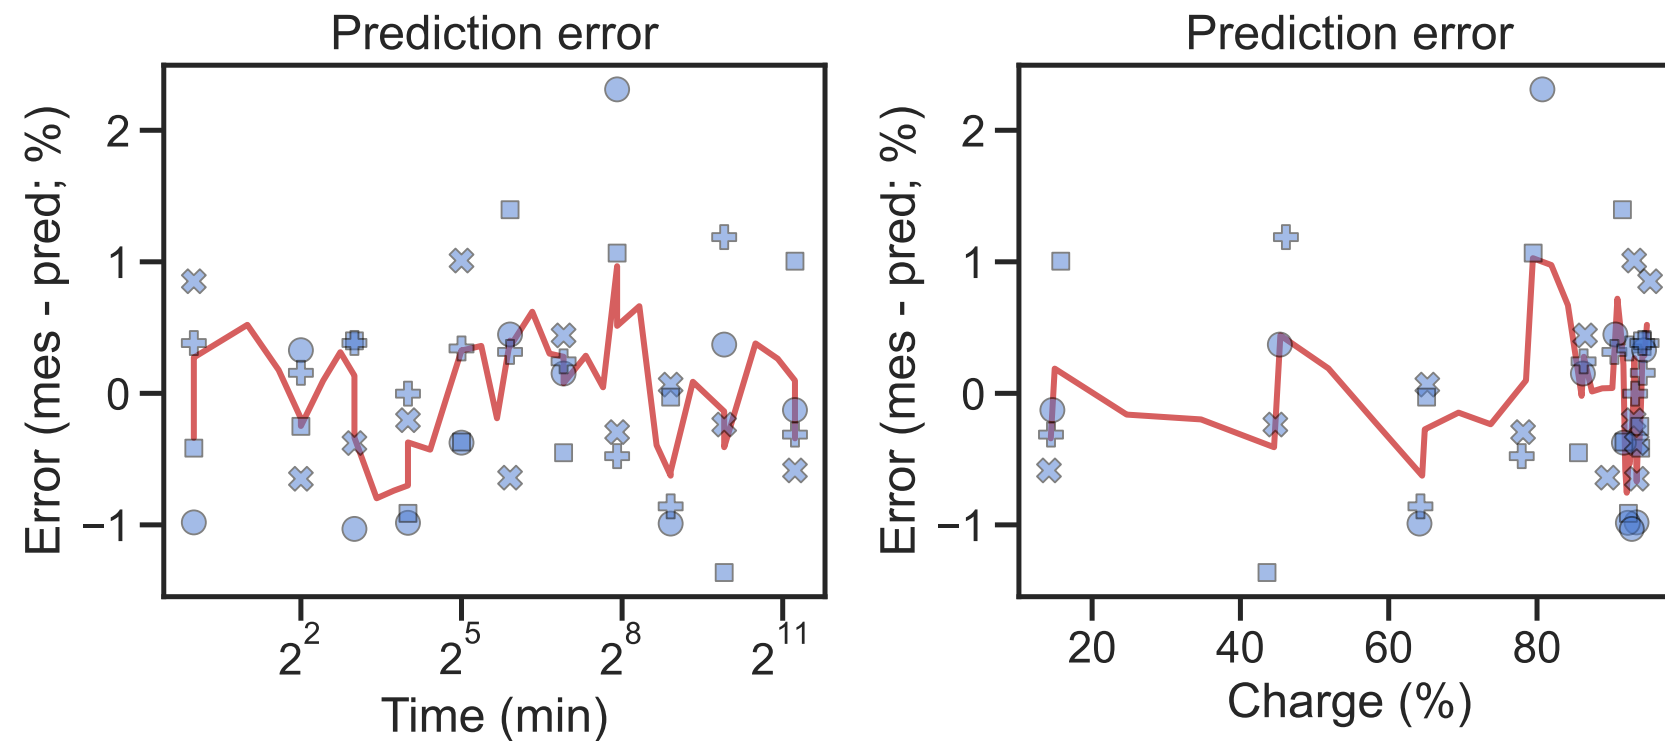 Prediction error
Error (mes - pred; %)
2
1
0
−1
2^2
2^5
2^8
2^11
Time (min)
Prediction error
Error (mes - pred; %)
2
1
0
−1
20
40
60
80
Charge (%)